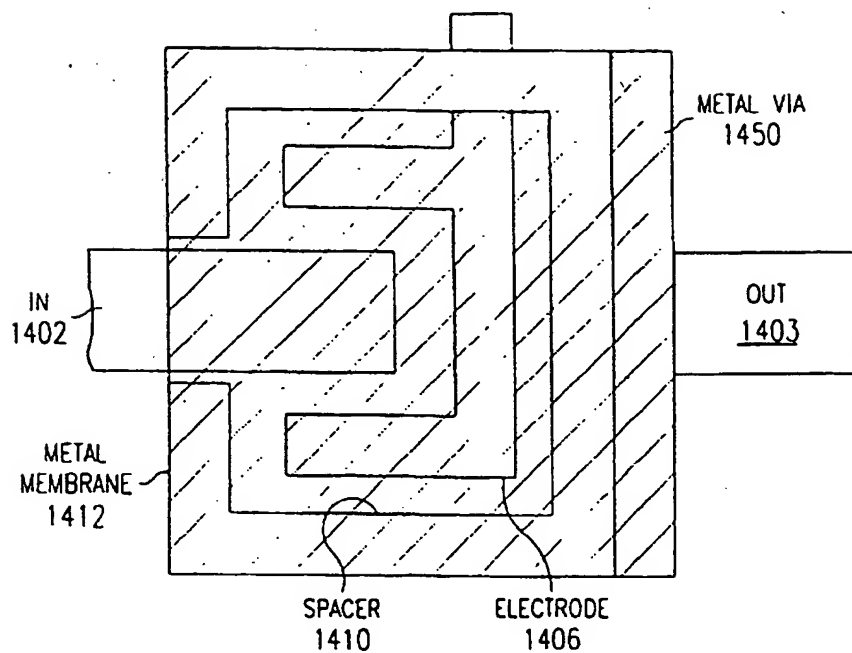 METAL VIA
1450
IN
1402
OUT
1403
METAL
MEMBRANE
1412
SPACER
1410
ELECTRODE
1406